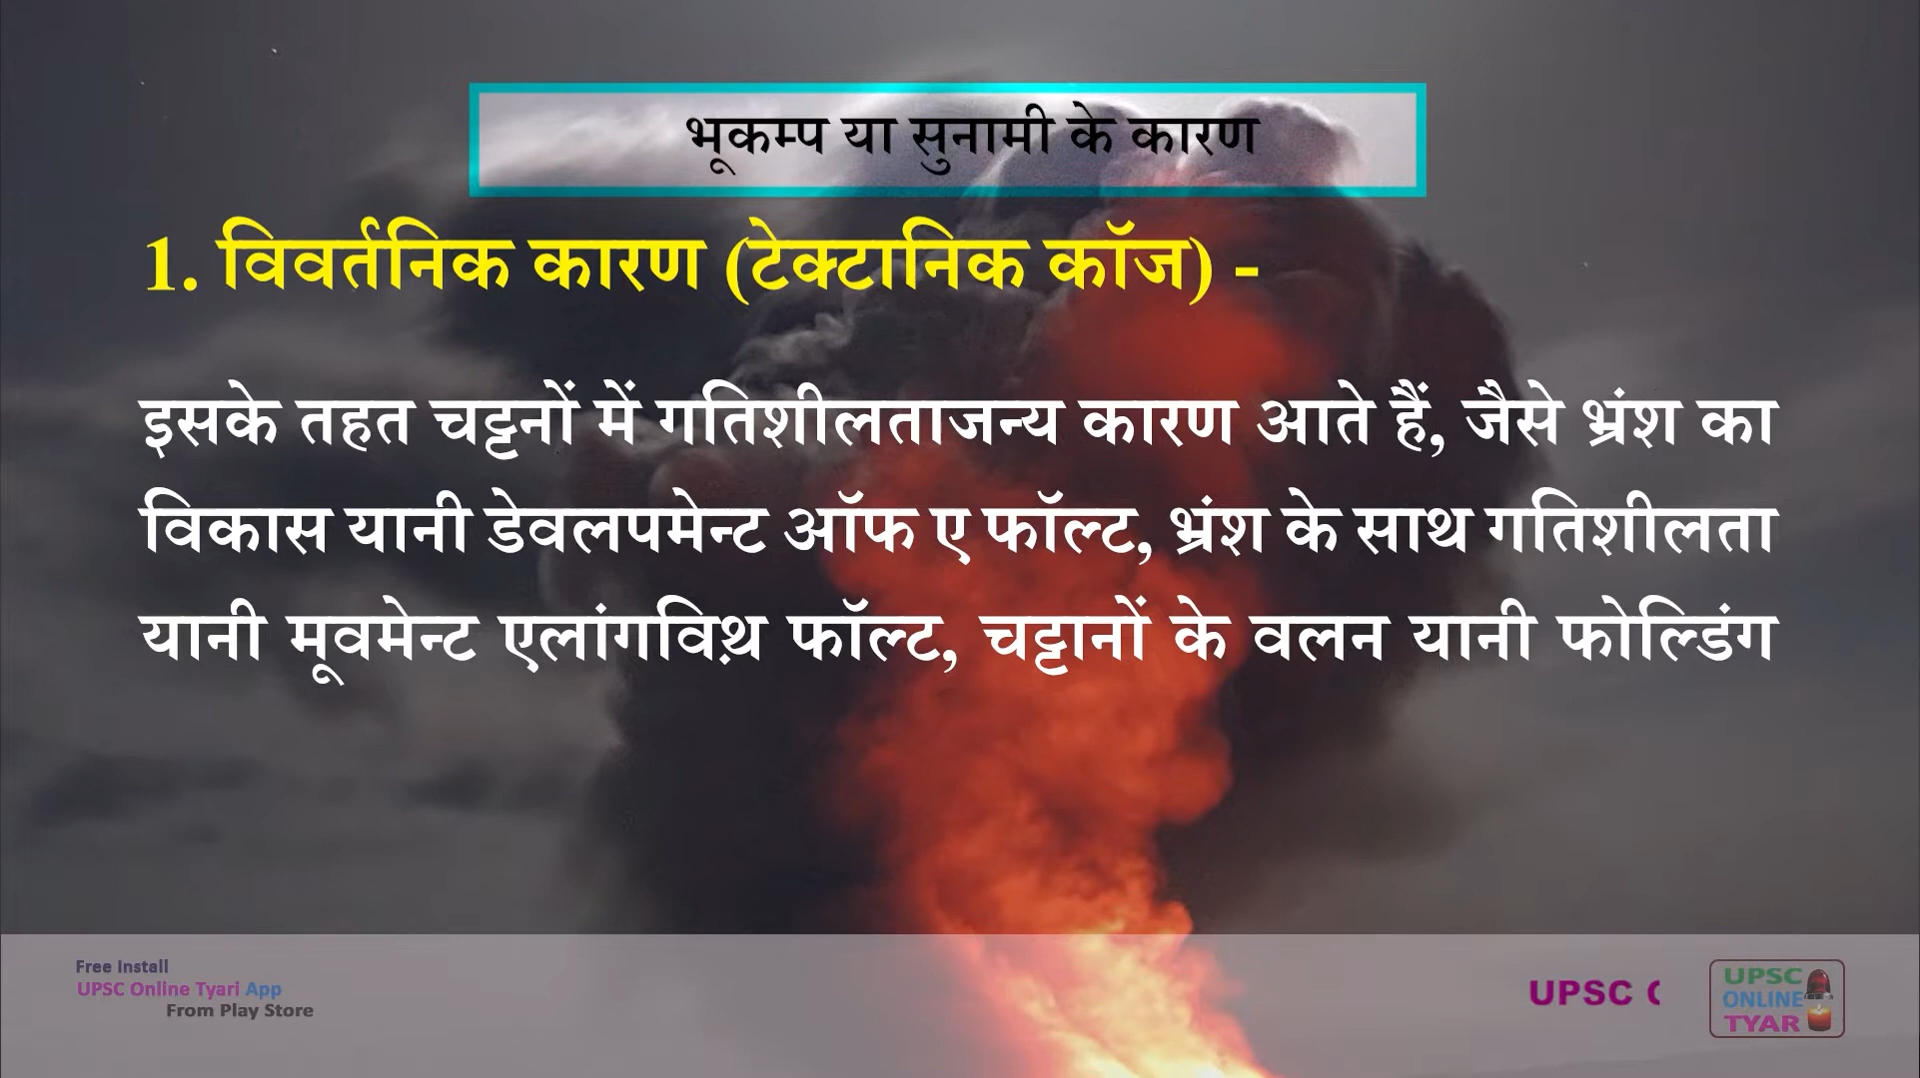 भूकम्प या सुनामी के कारण
1. विवर्तनिक कारण (टेक्टानिक कॉज) -
इसके तहत चट्टनों में गतिशीलताजन्य कारण आते हैं, जैसे भ्रंश का
विकास यानी डेवलपमेन्ट ऑफ ए फॉल्ट, भ्रंश के साथ गतिशीलता
यानी मूवमेन्ट एलांगविथ़ फॉल्ट, चट्टानों के वलन यानी फोल्डिंग
Free Install
UPSC Online Tyari App
From Play Store
UPSC
UPSC
ONLINE
TYAR